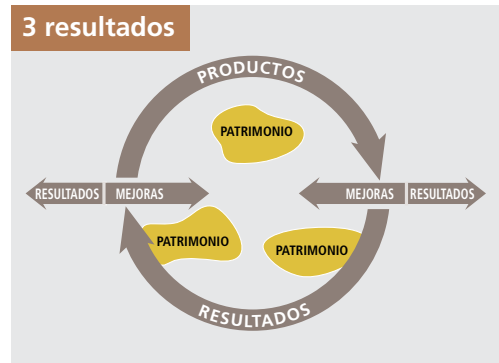 3 resultados
PRODUCTOS
PATRIMONIO
RESULTADOS MEJORAS
MEJORAS RESULTADOS
PATRIMONIO
PATRIMONIO
RESULTADOS